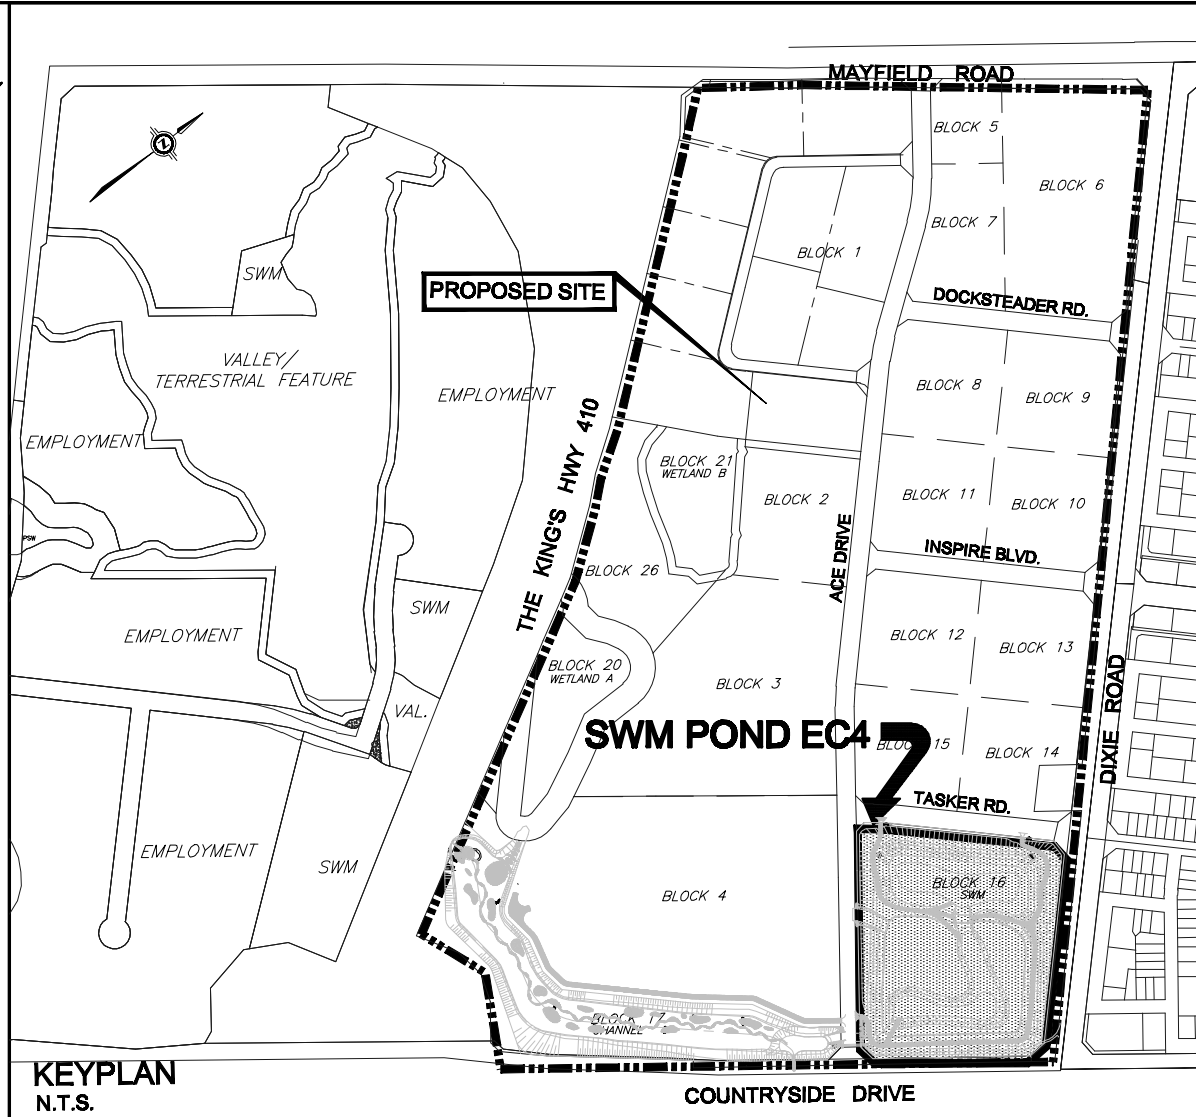 MAYFIELD ROAD
BLOCK 5
BLOCK 6
BLOCK 7
BLOCK 1
SWM
PROPOSED SITE
DOCKSTEADER RD.
VALLEY/
TERRESTRIAL FEATURE
EMPLOYMENT
BLOCK 8
BLOCK 9
EMPLOYMENT
THE KING'S HWY 410
BLOCK 21
WETLAND B
BLOCK 2
BLOCK 11
BLOCK 10
PSW
ACE DRIVE
INSPIRE BLVD.
BLOCK 26
SWM
EMPLOYMENT
BLOCK 12
BLOCK 13
BLOCK 20
WETLAND A
BLOCK 3
DIXIE ROAD
VAL.
SWM POND EC4
BLOCK 15
BLOCK 14
TASKER RD.
EMPLOYMENT
SWM
BLOCK 4
BLOCK 16
SWM
BLOCK 17
CHANNEL
KEYPLAN
N.T.S.
COUNTRYSIDE DRIVE
N